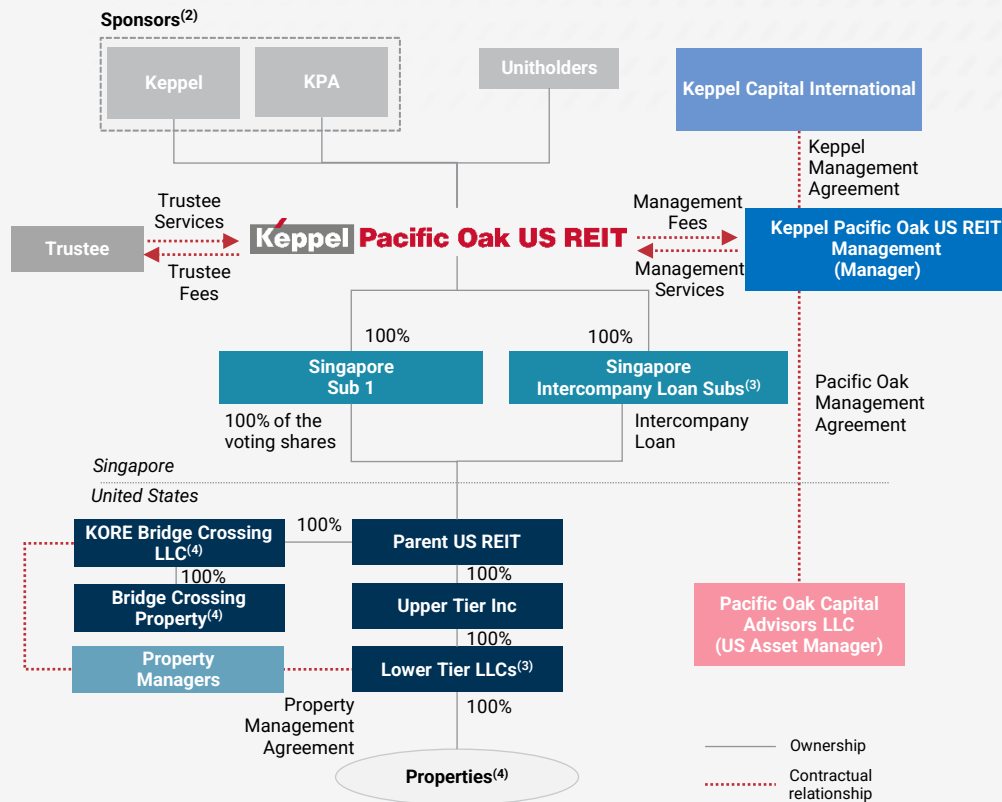 Sponsors(2)
Keppel
KPA
Unitholders
Keppel Capital International
Keppel
Management
Agreement
Trustee
Services
Trustee
Trustee
Fees
Keppel Pacific Oak US REIT
Management
Fees
Management
Services
Keppel Pacific Oak US REIT
Management
(Manager)
100%
100%
Singapore
Sub 1
Singapore
Intercompany Loan Subs(3)
Pacific Oak
Management
Agreement
100% of the
voting shares
Intercompany
Loan
Singapore
United States
KORE Bridge Crossing
LLC(4)
100%
Parent US REIT
100%
100%
Bridge Crossing
Property(4)
Upper Tier Inc
100%
Pacific Oak Capital
Advisors LLC
(US Asset Manager)
Property
Managers
Lower Tier LLCs(3)
Property
Management
Agreement
100%
Properties(4)
Ownership
Contractual
relationship